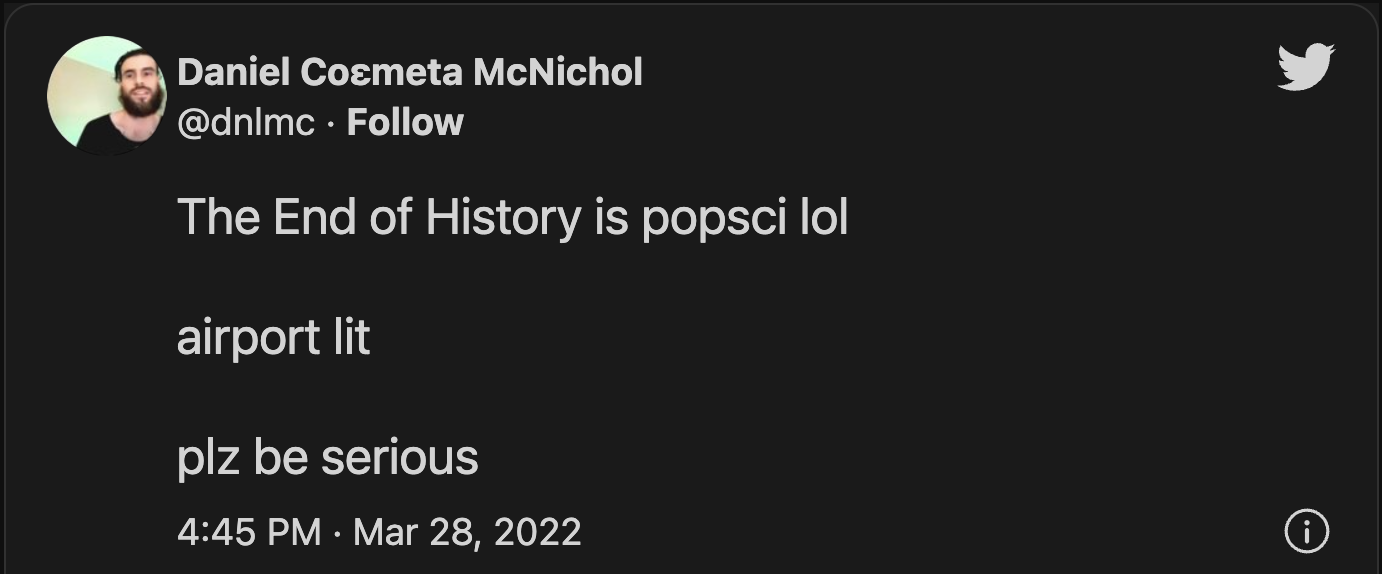 Daniel Coεmeta McNichol
@dnlmc · Follow
The End of History is popsci lol
airport lit
plz be serious
4:45 PM · Mar 28, 2022